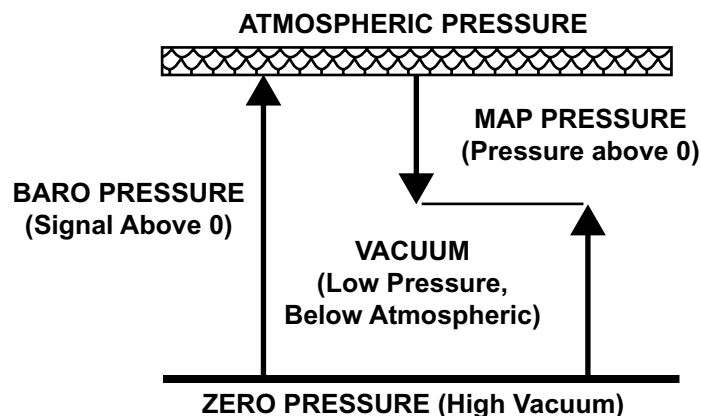 ATMOSPHERIC PRESSURE
MAP PRESSURE
(Pressure above 0)
BARO PRESSURE
(Signal Above 0)
VACUUM
(Low Pressure,
Below Atmospheric)
ZERO PRESSURE (High Vacuum)